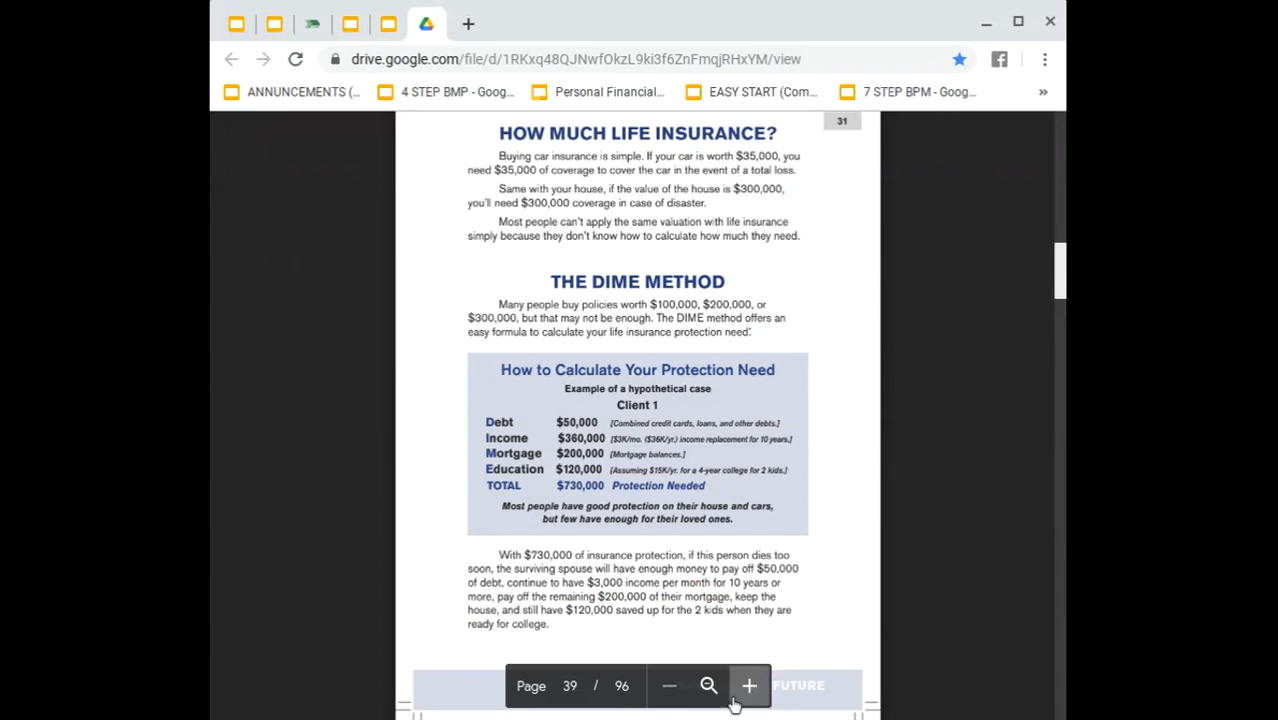 drive.google.com/file/d/1RKxq48QJNwfOkzL9ki3f6ZnFmqjRHxYM/view
ANNUNCEMENTS (... 4 STEP BMP - Goog... Personal Financial... EASY START (Com... 7 STEP BPM - Goog... »
31
HOW MUCH LIFE INSURANCE?
Buying car insurance is simple. If your car is worth $35,000, you
need $35,000 of coverage to cover the car in the event of a total loss.
Same with your house, if the value of the house is $300,000,
you'll need $300,000 coverage in case of disaster.
Most people can't apply the same valuation with life insurance
simply because they don't know how to calculate how much they need.
THE DIME METHOD
Many people buy policies worth $100,000, $200,000, or
$300,000, but that may not be enough. The DIME method offers an
easy formula to calculate your life insurance protection need:
How to Calculate Your Protection Need
Example of a hypothetical case
Client 1
Debt $50,000 [Combined credit cards, loans, and other debts.]
Income $360,000 [$3K/mo. ($36K/yr.) income replacement for 10 years.]
Mortgage $200,000 [Mortgage balances.]
Education $120,000 [Assuming $15K/yr. for a 4-year college for 2 kids.]
TOTAL $730,000 Protection Needed
Most people have good protection on their house and cars,
but few have enough for their loved ones.
With $730,000 of insurance protection, if this person dies too
soon, the surviving spouse will have enough money to pay off $50,000
of debt, continue to have $3,000 income per month for 10 years or
more, pay off the remaining $200,000 of their mortgage, keep the
house, and still have $120,000 saved up for the 2 kids when they are
ready for college.
Page 39 / 96
FUTURE